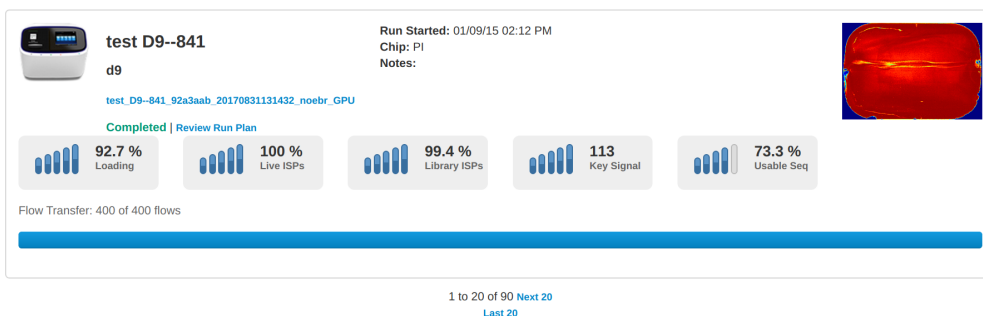 test D9--841
d9
test_D9--841_92a3aab_20170831131432_noebr_GPU
Completed | Review Run Plan
Run Started: 01/09/15 02:12 PM
Chip: PI
Notes:
92.7 %
Loading
100 %
Live ISPs
99.4 %
Library ISPs
113
Key Signal
73.3 %
Usable Seq
Flow Transfer: 400 of 400 flows
1 to 20 of 90 Next 20
Last 20